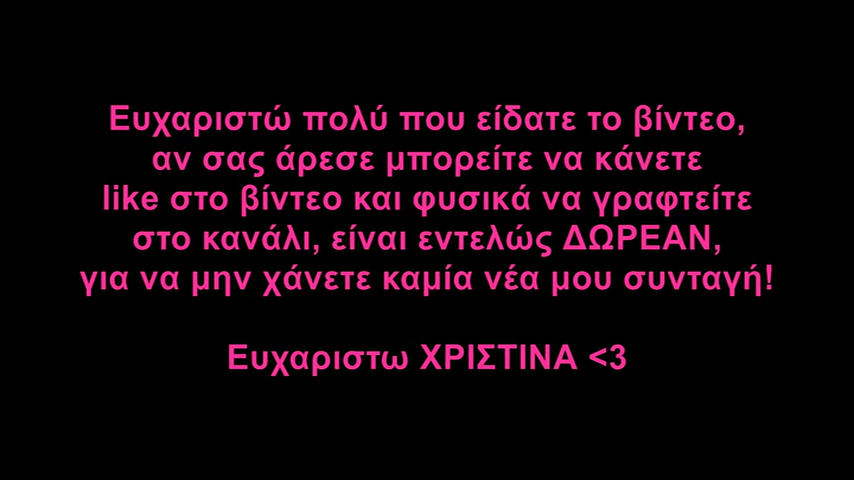 Ευχαριστώ πολύ που είδατε το βίντεο,
αν σας άρεσε μπορείτε να κάνετε
like στο βίντεο και φυσικά να γραφτείτε
στο κανάλι, είναι εντελώς ΔΩΡΕΑΝ,
για να μην χάνετε καμία νέα μου συνταγή!
Ευχαριστω ΧΡΙΣΤΙΝΑ <3